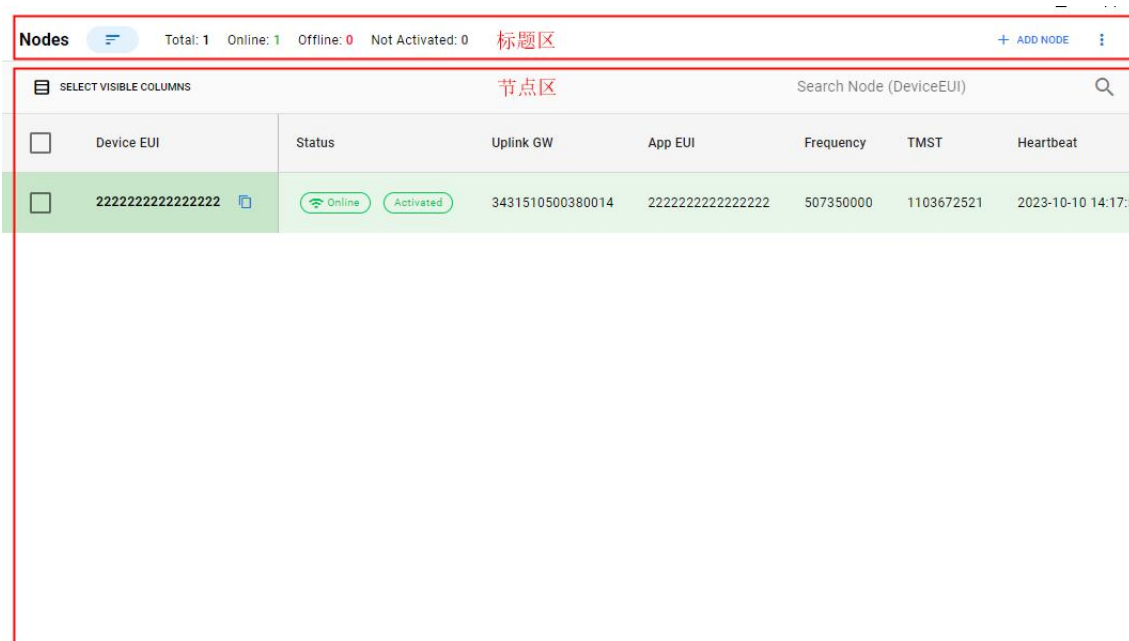 Nodes Total: 1 Online: 1 Offline: 0 Not Activated: 0 标题区 + ADD NODE
SELECT VISIBLE COLUMNS 节点区 Search Node (DeviceEUI)
Device EUI Status Uplink GW App EUI Frequency TMST Heartbeat
2222222222222222 Online Activated 3431510500380014 2222222222222222 507350000 1103672521 2023-10-10 14:17: